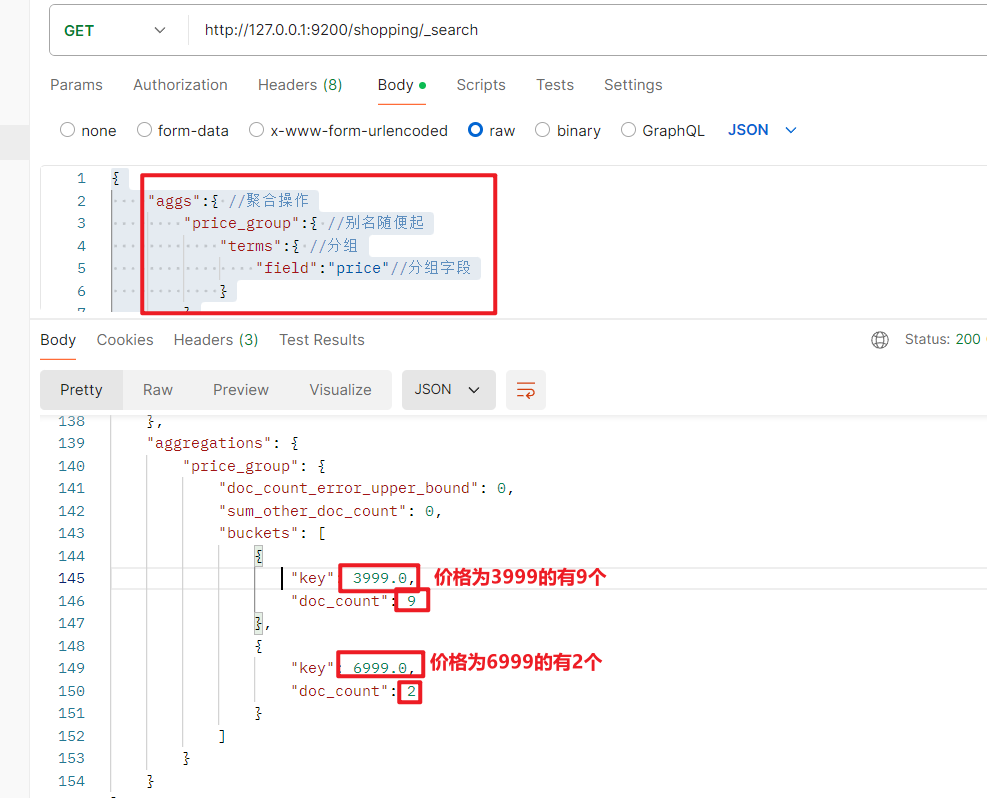 GET http://127.0.0.1:9200/shopping/_search
Params Authorization Headers (8) Body Scripts Tests Settings
none form-data x-www-form-urlencoded raw binary GraphQL JSON
1 {
2 "aggs":{ //聚合操作
3 "price_group":{ //别名随便起
4 "terms":{ //分组
5 "field":"price"//分组字段
6 }
7 }
Body Cookies Headers (3) Test Results Status: 200
Pretty Raw Preview Visualize JSON
138 },
139 "aggregations": {
140 "price_group": {
141 "doc_count_error_upper_bound": 0,
142 "sum_other_doc_count": 0,
143 "buckets": [
144 {
145 "key": 3999.0, 价格为3999的有9个
146 "doc_count": 9
147 },
148 {
149 "key": 6999.0, 价格为6999的有2个
150 "doc_count": 2
151 }
152 ]
153 }
154 }